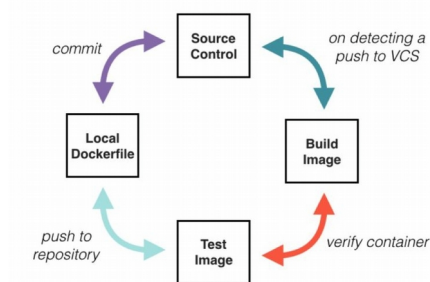 Source
Control
commit
on detecting a
push to VCS
Local
Dockerfile
Build
Image
push to
repository
Test
Image
verify container